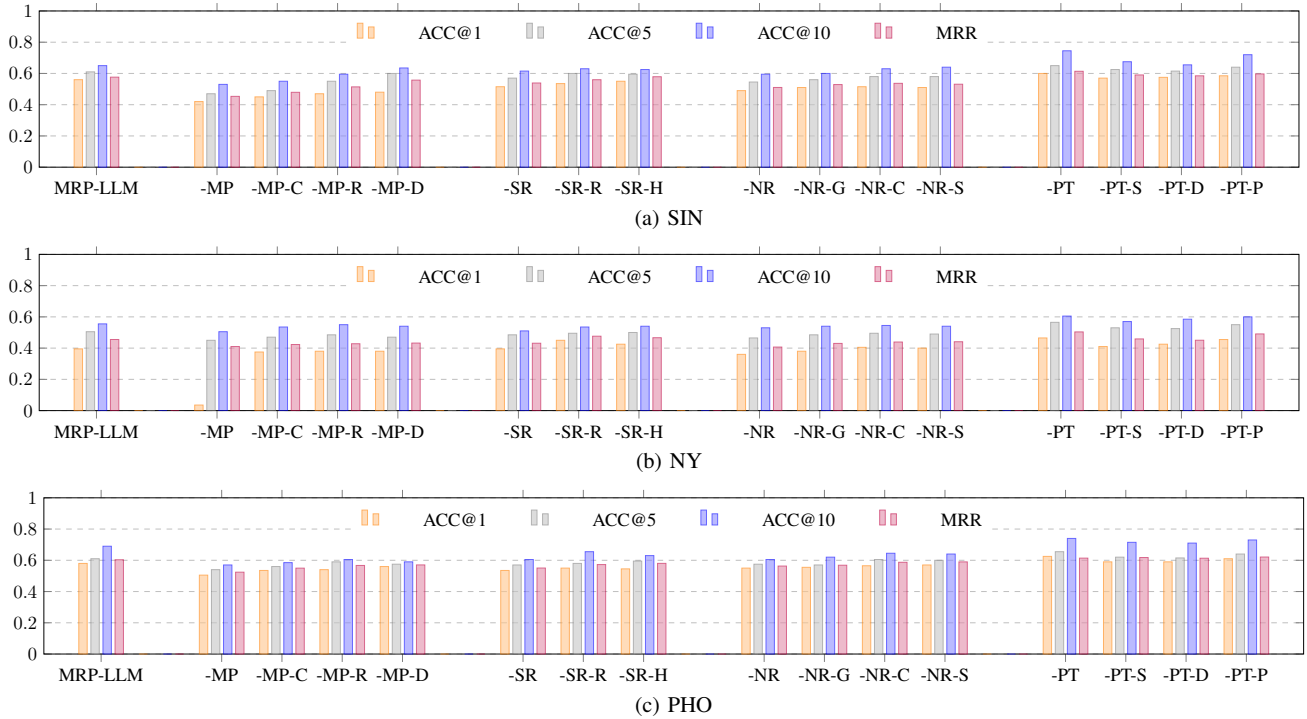 1
ACC@1 ACC@5 ACC@10 MRR
0.8
0.6
0.4
0.2
0
MRP-LLM -MP -MP-C -MP-R -MP-D -SR -SR-R -SR-H -NR -NR-G -NR-C -NR-S -PT -PT-S -PT-D -PT-P
(a) SIN
1
ACC@1 ACC@5 ACC@10 MRR
0.8
0.6
0.4
0.2
0
MRP-LLM -MP -MP-C -MP-R -MP-D -SR -SR-R -SR-H -NR -NR-G -NR-C -NR-S -PT -PT-S -PT-D -PT-P
(b) NY
1
ACC@1 ACC@5 ACC@10 MRR
0.8
0.6
0.4
0.2
0
MRP-LLM -MP -MP-C -MP-R -MP-D -SR -SR-R -SR-H -NR -NR-G -NR-C -NR-S -PT -PT-S -PT-D -PT-P
(c) PHO